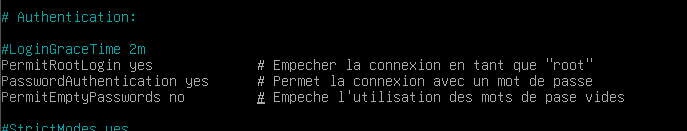 # Authentication:
#LoginGraceTime 2m
PermitRootLogin yes # Empecher la connexion en tant que "root"
PasswordAuthentication yes # Permet la connexion avec un mot de passe
PermitEmptyPasswords no # Empeche l'utilisation des mots de pase vides
#StrictModes yes